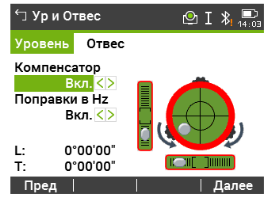 Ур и Отвес I 14:03
Уровень Отвес
Компенсатор
Вкл.
Поправки в Hz
Вкл.
L: 0°00'00"
T: 0°00'00"
Пред Далее